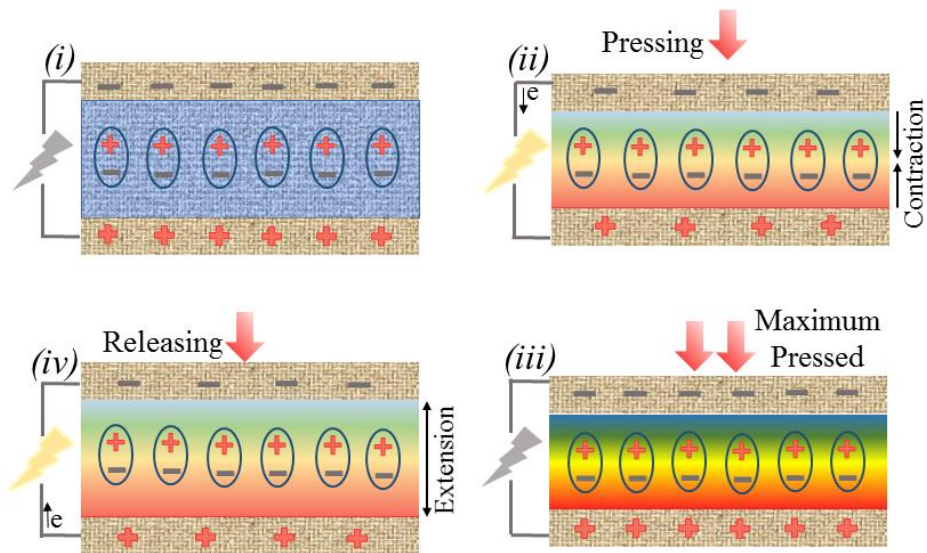 (i)
Pressing
(ii)
e
Contraction
Releasing
(iv)
e
Extension
Maximum
Pressed
(iii)